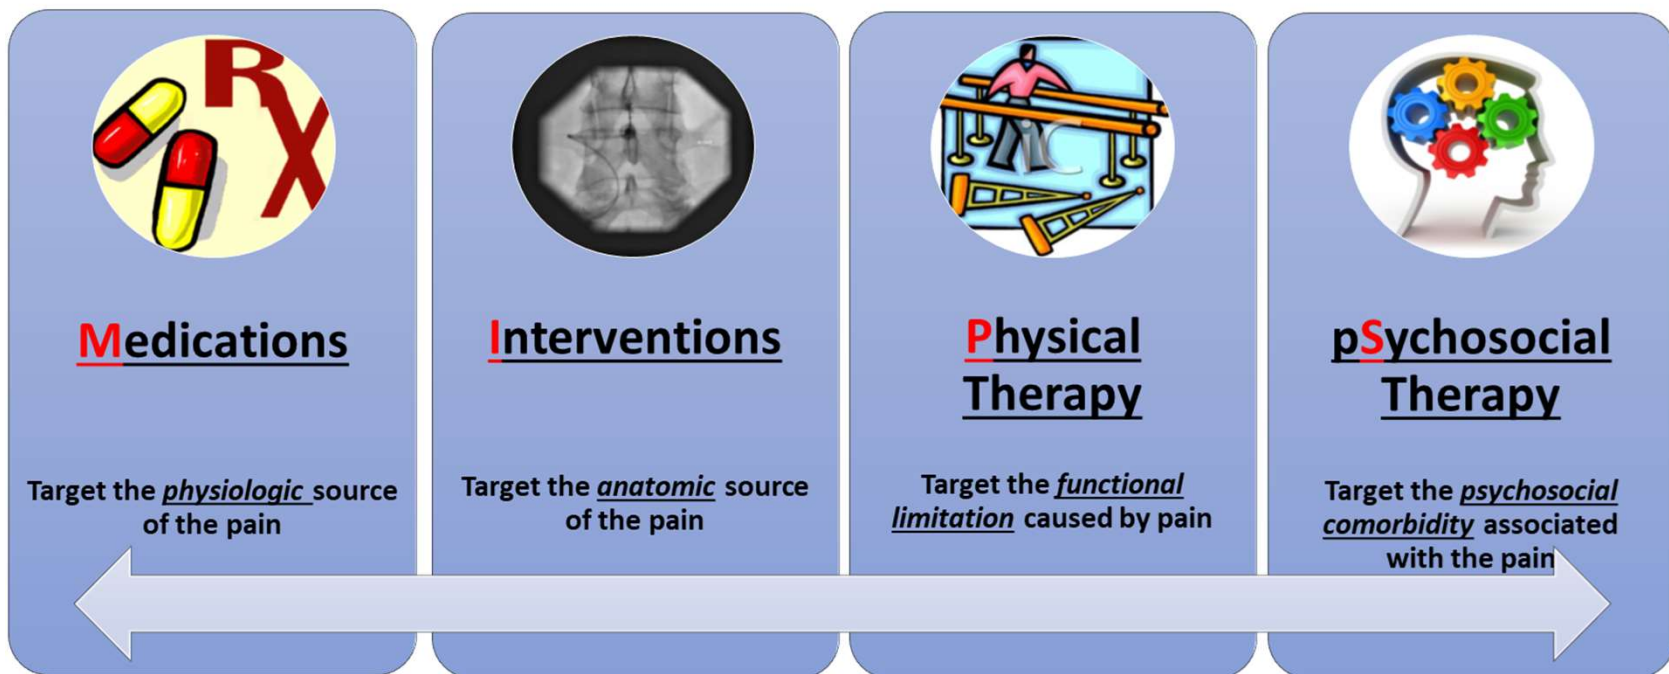 RX
Medications
Target the physiologic source
of the pain
Interventions
Target the anatomic source
of the pain
iC
Physical
Therapy
Target the functional
limitation caused by pain
pSychosocial
Therapy
Target the psychosocial
comorbidity associated
with the pain